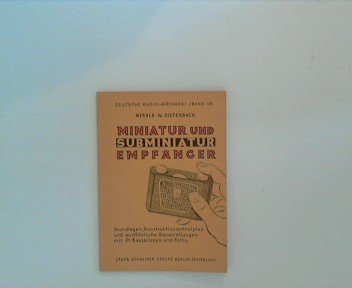 DEUTSCHE RADIO-BÜCHEREI / BAND 108
WERNER W. DIEFENBACH
MINIATUR UND
SUBMINIATUR
EMPFÄNGER
Grundlagen, Konstruktionsprinzipien
und ausführliche Bauanleitungen
mit 71 Bauskizzen und Fotos.
JAKOB SCHNEIDER-VERLAG BERLIN-TEMPELHOF